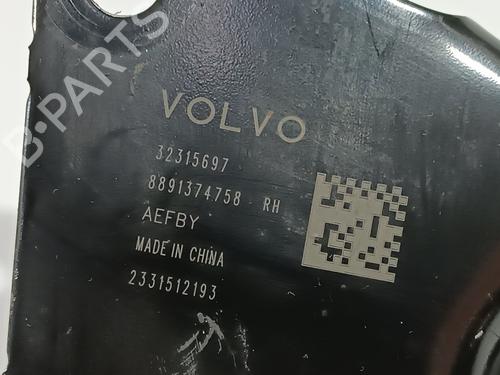 VOLVO
32315697
8891374758 RH
AEFBY
MADE IN CHINA
2331512193
B-PARTS